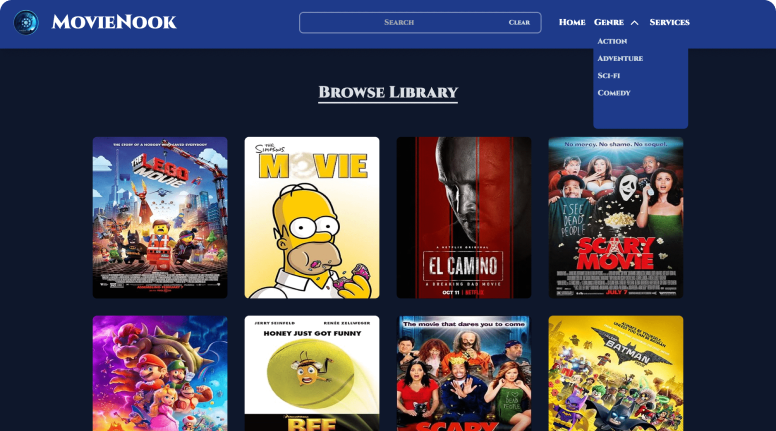 MovieNook
Search
Clear
Home
Genre
Services
Action
Adventure
Sci-fi
Comedy
Browse Library
THE STORY OF A NOBODY WHO SAVED EVERYBODY
THE LEGO MOVIE
THE SIMPSONS
MOVIE
A NETFLIX ORIGINAL
EL CAMINO
A BREAKING BAD MOVIE
OCT 11 | NETFLIX
No mercy. No shame. No sequel.
I SEE DEAD PEOPLE
SCARY MOVIE
JULY 7
JERRY SEINFELD
RENÉE ZELLWEGER
HONEY JUST GOT FUNNY
BEE
The movie that dares you to come
I ♥ DEAD PEOPLE
SCARY
BATMAN